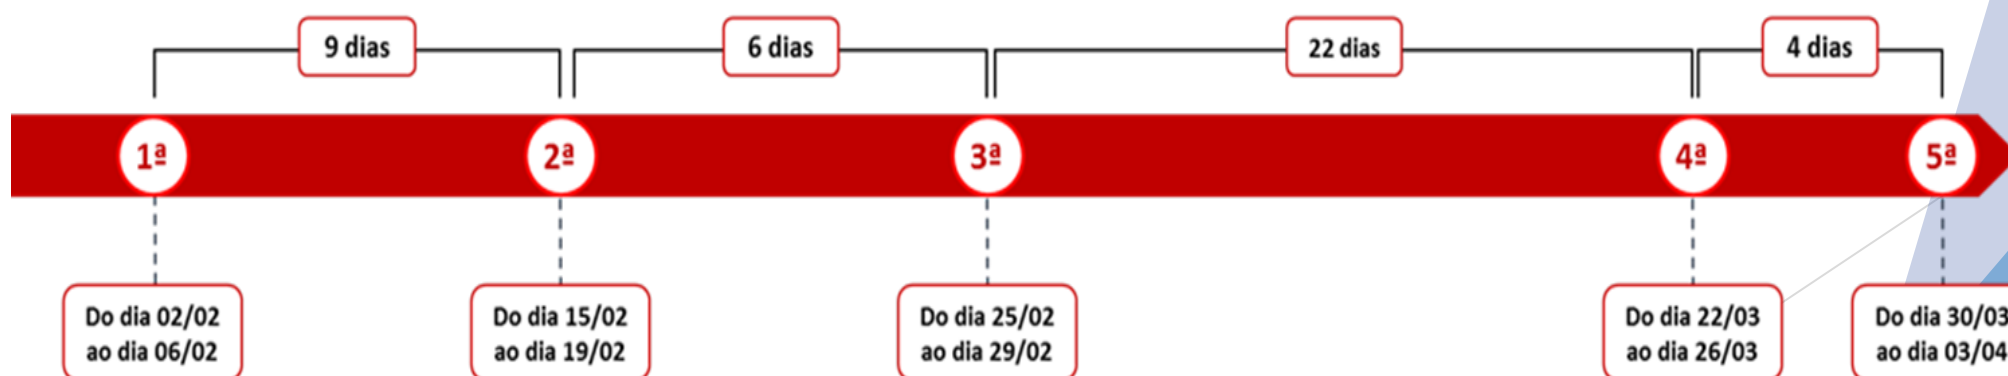 9 dias
6 dias
22 dias
4 dias
1ª
2ª
3ª
4ª
5ª
Do dia 02/02
ao dia 06/02
Do dia 15/02
ao dia 19/02
Do dia 25/02
ao dia 29/02
Do dia 22/03
ao dia 26/03
Do dia 30/03
ao dia 03/04